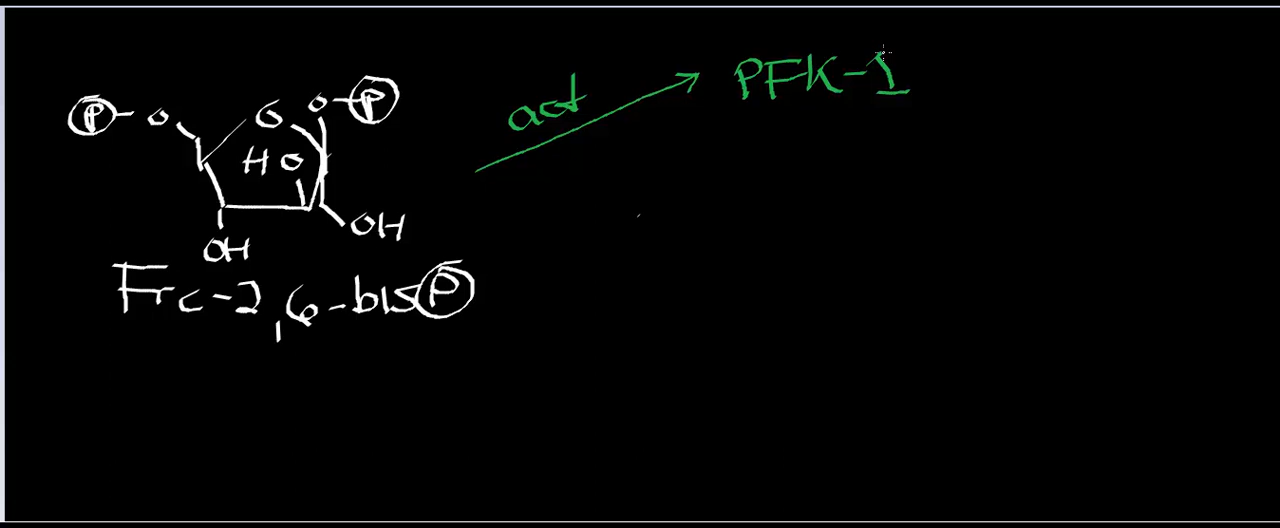 act PFK-1
P-O O O-P
HO
OH
OH
Frc-2,6-bisP